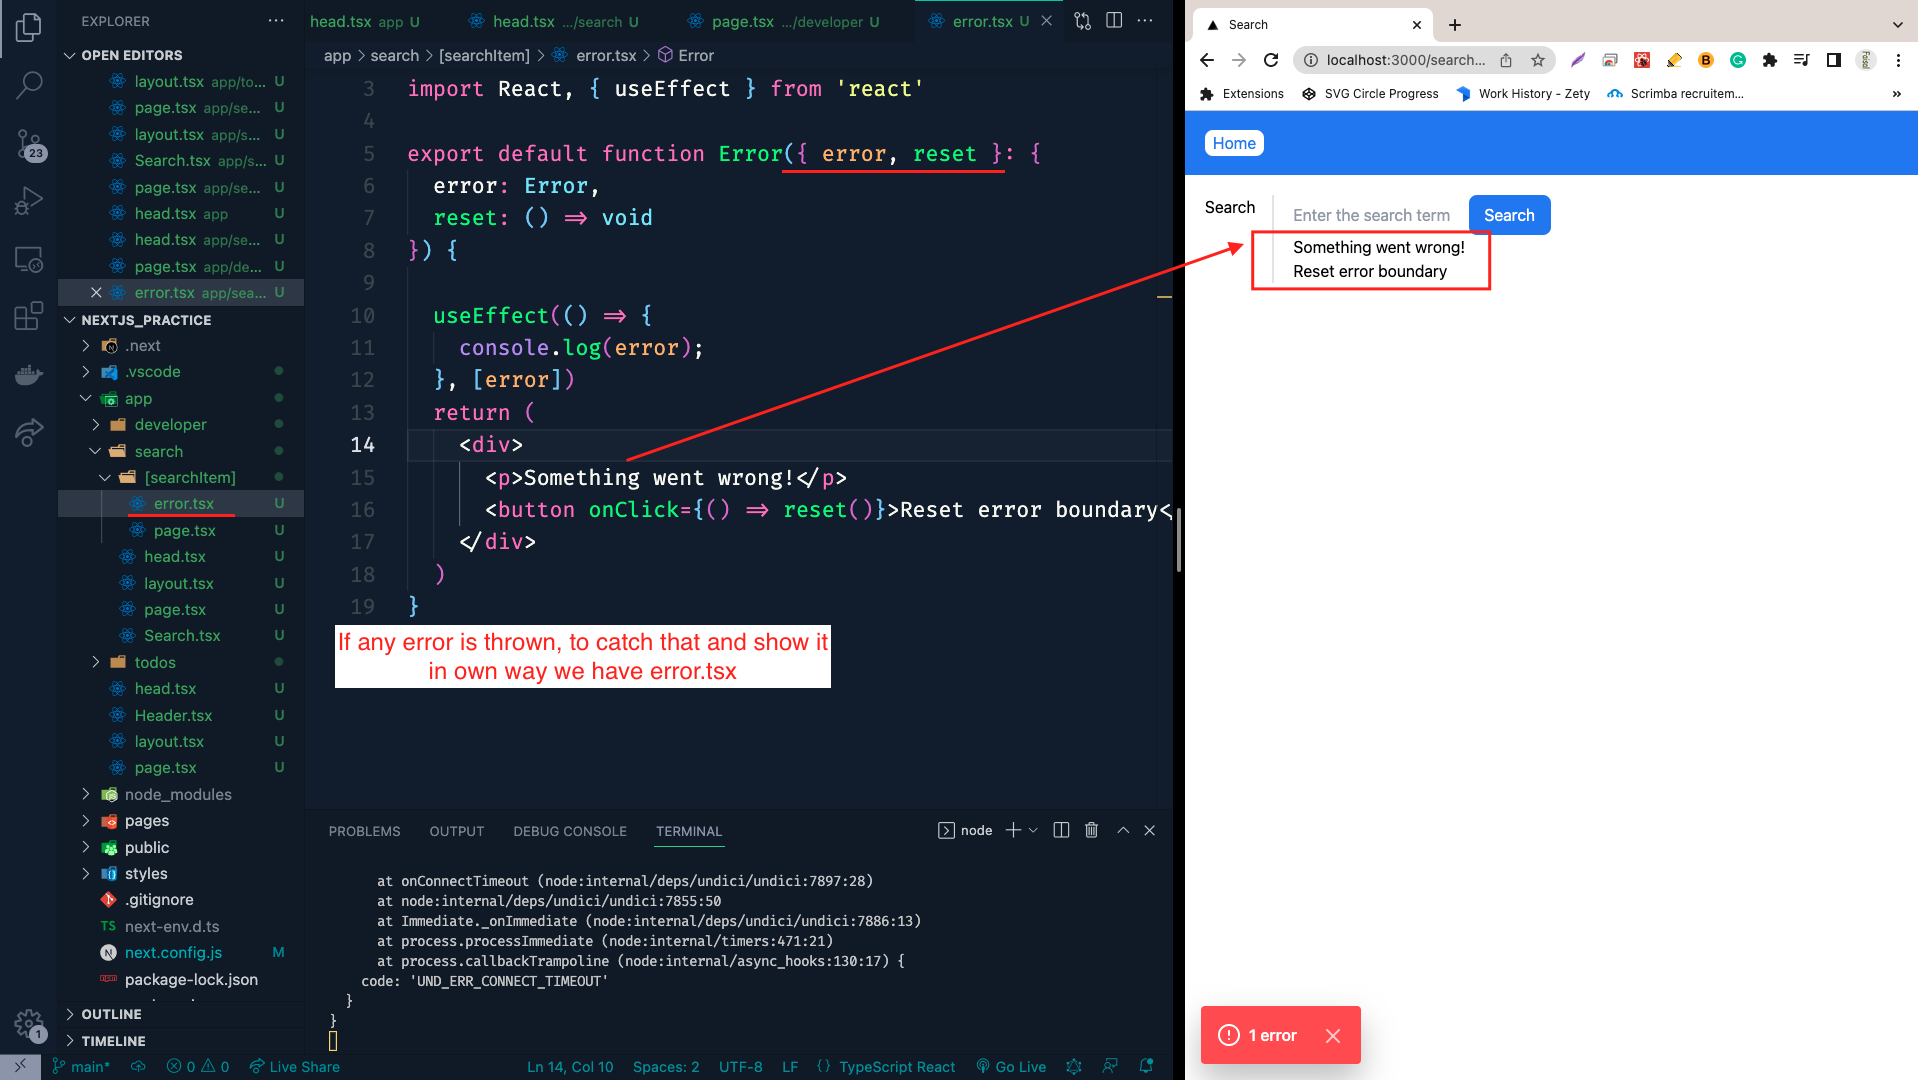 EXPLORER
OPEN EDITORS
layout.tsx app/to... U
page.tsx app/se... U
layout.tsx app/s... U
Search.tsx app/s... U
page.tsx app/se... U
head.tsx app U
head.tsx app/se... U
page.tsx app/de... U
error.tsx app/sea... U
NEXTJS_PRACTICE
.next
.vscode
app
developer
search
[searchItem]
error.tsx U
page.tsx U
head.tsx U
layout.tsx U
page.tsx U
Search.tsx U
todos
head.tsx U
Header.tsx U
layout.tsx U
page.tsx U
node_modules
pages
public
styles
.gitignore
TS next-env.d.ts
next.config.js M
package-lock.json
OUTLINE
TIMELINE
23
1
head.tsx app U
head.tsx .../search U
page.tsx .../developer U
error.tsx U
app > search > [searchItem] > error.tsx > Error
3 import React, { useEffect } from 'react'
4
5 export default function Error({ error, reset }: {
6 error: Error,
7 reset: () => void
8 }) {
9
10 useEffect(() => {
11 console.log(error);
12 }, [error])
13 return (
14 <div>
15 <p>Something went wrong!</p>
16 <button onClick={() => reset()}>Reset error boundary<
17 </div>
18 )
19 }
If any error is thrown, to catch that and show it
in own way we have error.tsx
PROBLEMS OUTPUT DEBUG CONSOLE TERMINAL
node
at onConnectTimeout (node:internal/deps/undici/undici:7897:28)
at node:internal/deps/undici/undici:7855:50
at Immediate._onImmediate (node:internal/deps/undici/undici:7886:13)
at process.processImmediate (node:internal/timers:471:21)
at process.callbackTrampoline (node:internal/async_hooks:130:17) {
code: 'UND_ERR_CONNECT_TIMEOUT'
}
}
main* 0 0 Live Share Ln 14, Col 10 Spaces: 2 UTF-8 LF {} TypeScript React Go Live
Search
localhost:3000/search...
Extensions SVG Circle Progress Work History - Zety Scrimba recruitem... »
Home
Search
Enter the search term
Search
Something went wrong!
Reset error boundary
1 error